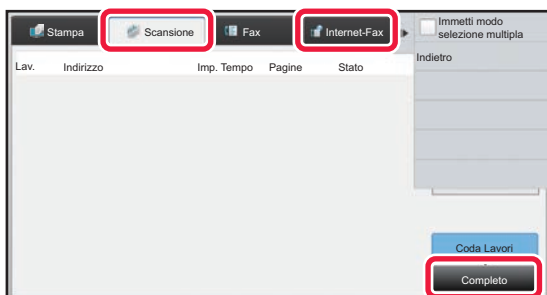 Stampa Scansione Fax Internet-Fax
Immetti modo
selezione multipla
Lav. Indirizzo Imp. Tempo Pagine Stato
Indietro
Coda Lavori
Completo